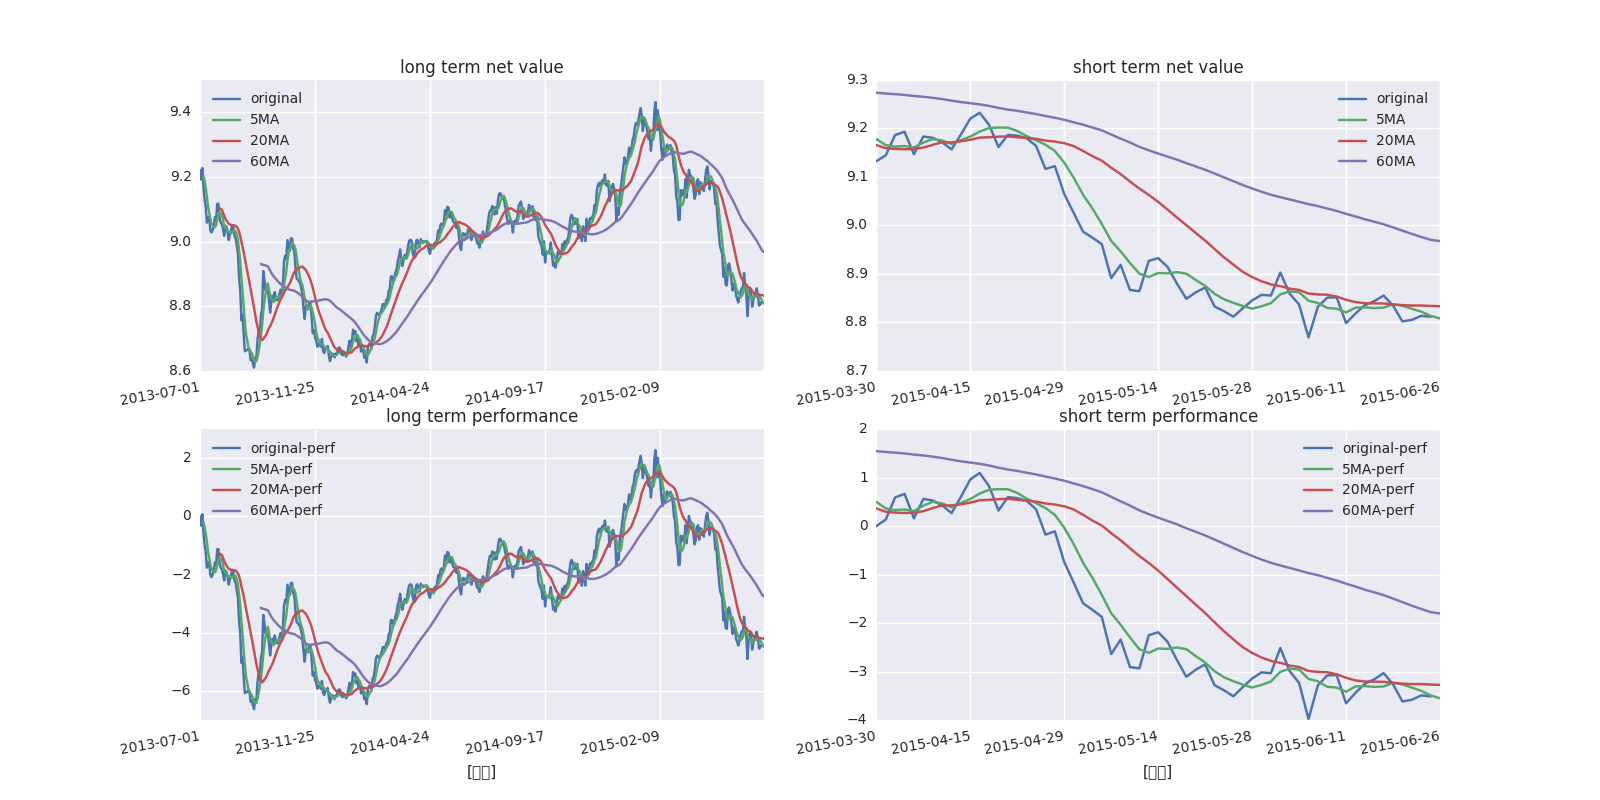 long term net value
9.4
9.2
9.0
8.8
8.6
original
5MA
20MA
60MA
2013-07-01
2013-11-25
2014-04-24
2014-09-17
2015-02-09
short term net value
9.3
9.2
9.1
9.0
8.9
8.8
8.7
original
5MA
20MA
60MA
2015-03-30
2015-04-15
2015-04-29
2015-05-14
2015-05-28
2015-06-11
2015-06-26
long term performance
2
0
−2
−4
−6
original-perf
5MA-perf
20MA-perf
60MA-perf
2013-07-01
2013-11-25
2014-04-24
2014-09-17
2015-02-09
short term performance
2
1
0
−1
−2
−3
−4
original-perf
5MA-perf
20MA-perf
60MA-perf
2015-03-30
2015-04-15
2015-04-29
2015-05-14
2015-05-28
2015-06-11
2015-06-26